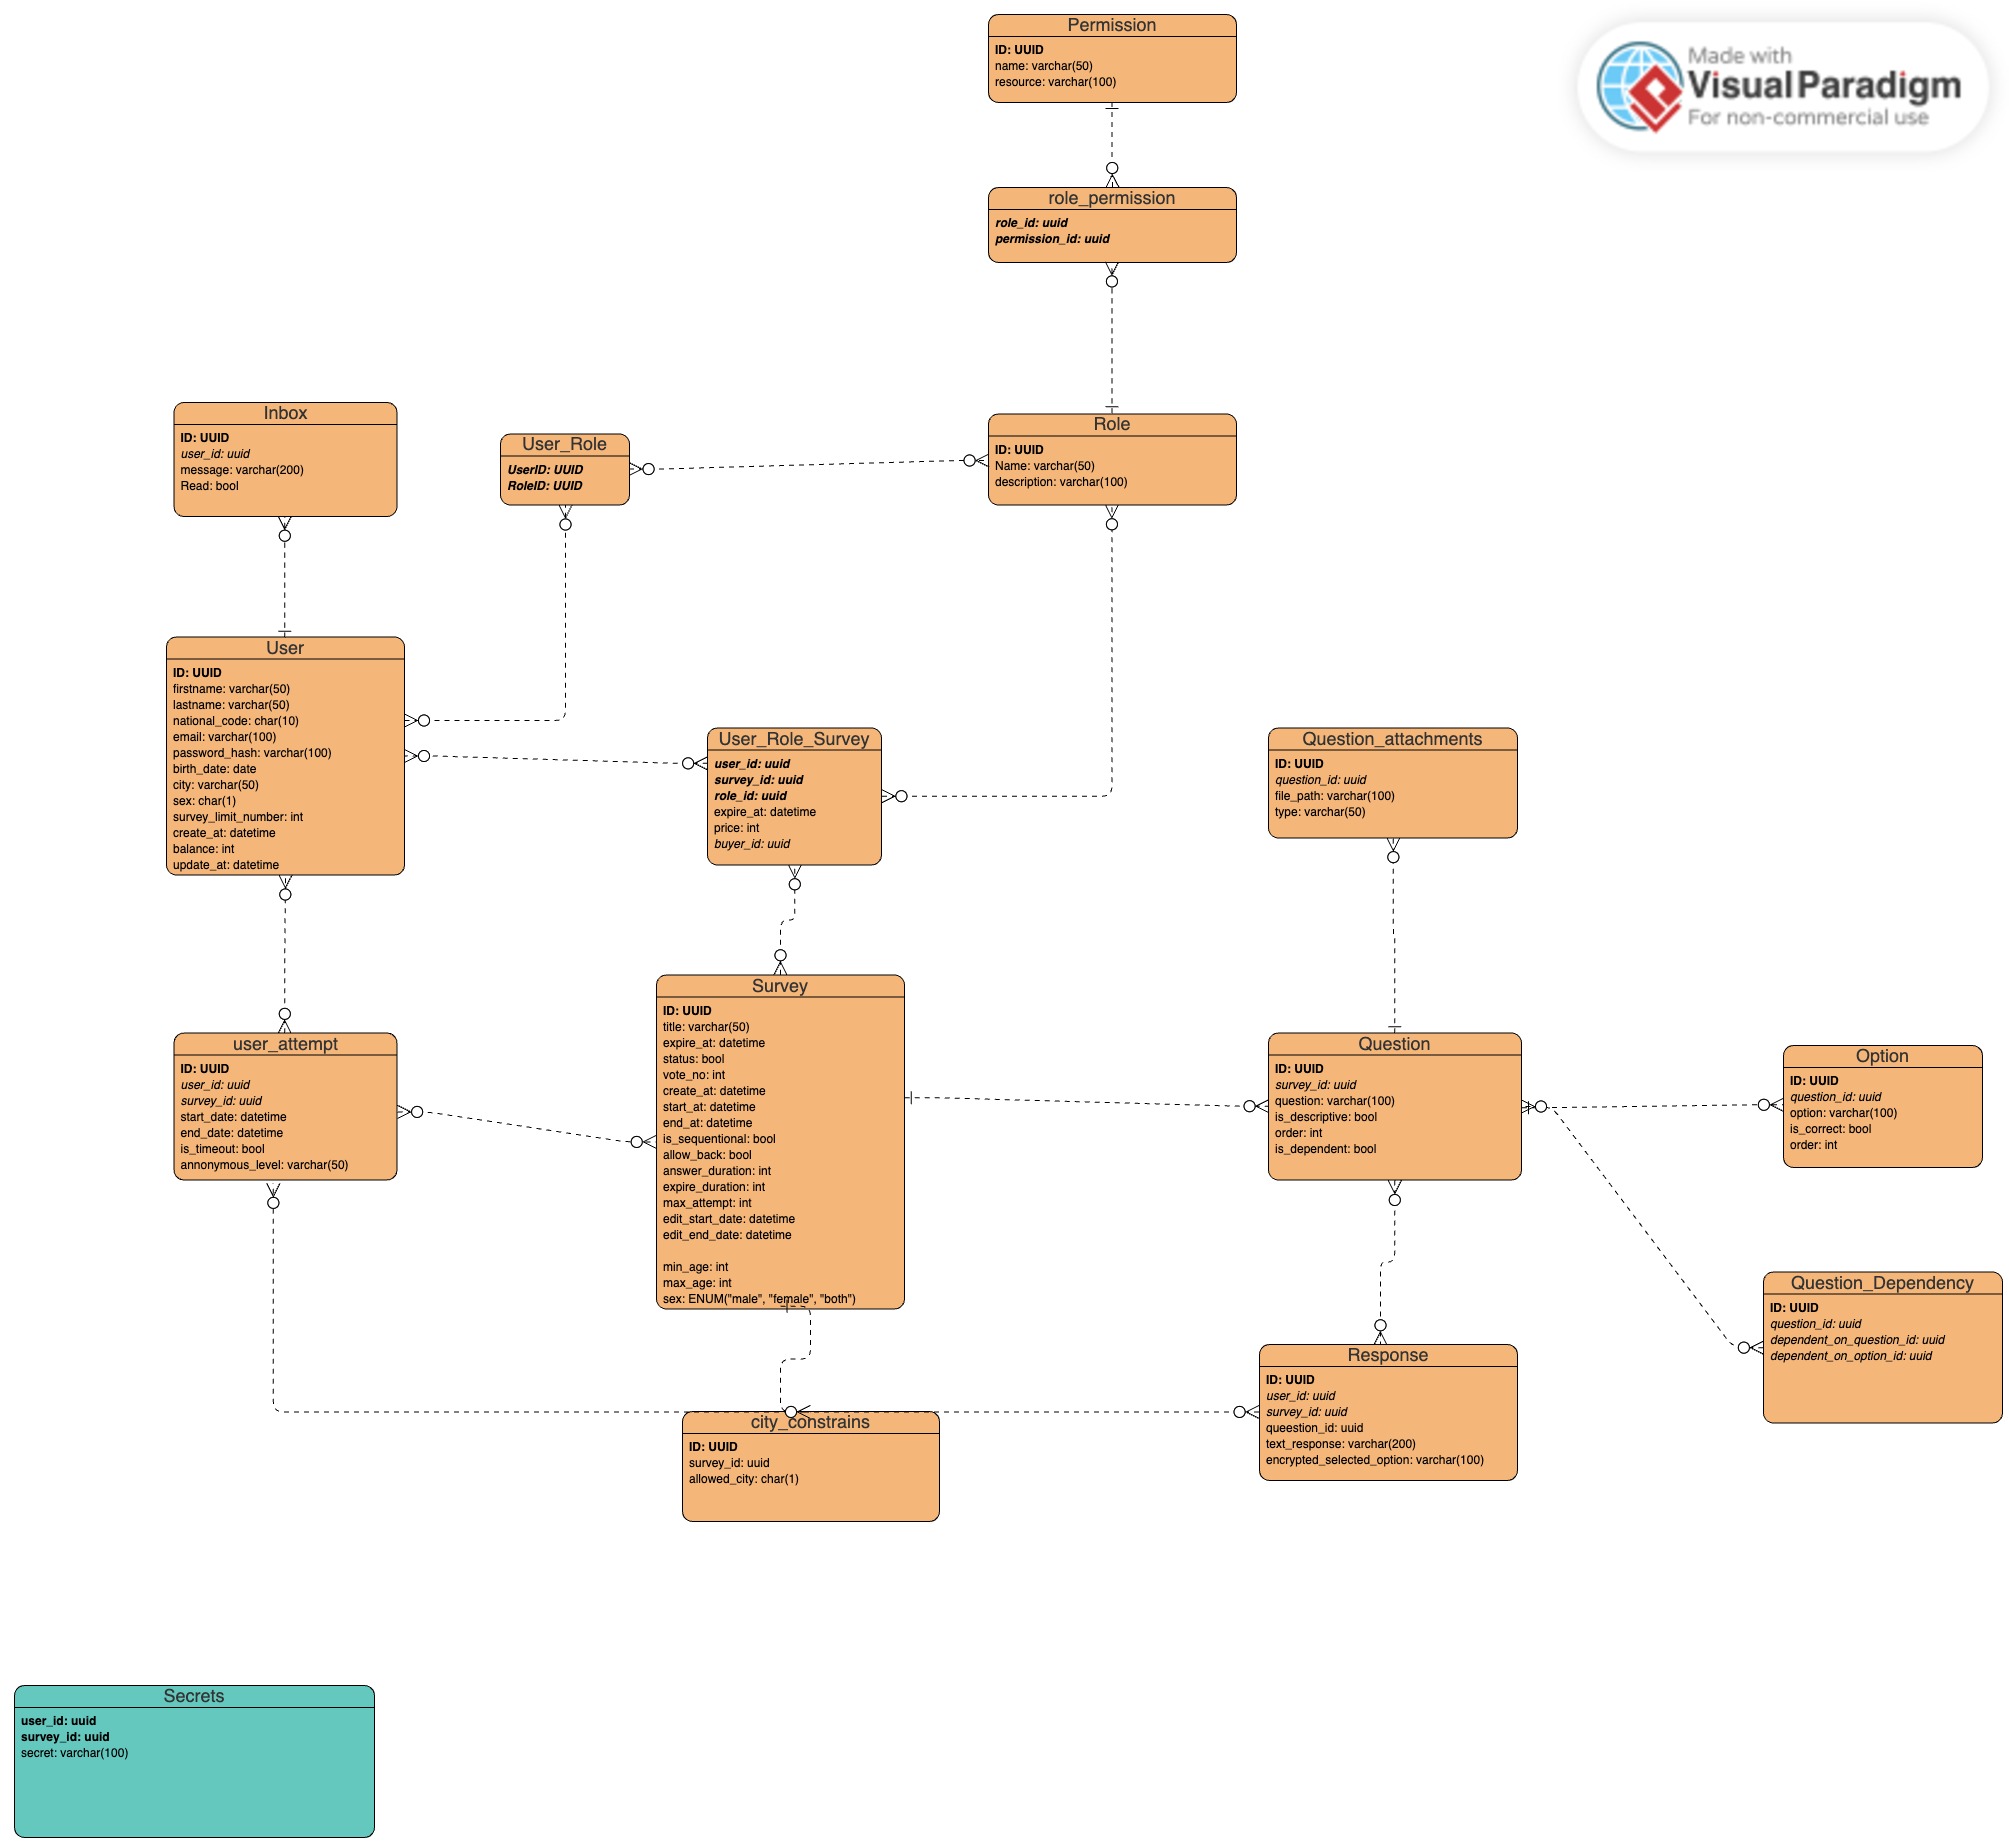 Permission
ID: UUID
name: varchar(50)
resource: varchar(100)
Made with
Visual Paradigm
For non-commercial use
role_permission
role_id: uuid
permission_id: uuid
Inbox
ID: UUID
user_id: uuid
message: varchar(200)
Read: bool
User_Role
UserID: UUID
RoleID: UUID
Role
ID: UUID
Name: varchar(50)
description: varchar(100)
User
ID: UUID
firstname: varchar(50)
lastname: varchar(50)
national_code: char(10)
email: varchar(100)
password_hash: varchar(100)
birth_date: date
city: varchar(50)
sex: char(1)
survey_limit_number: int
create_at: datetime
balance: int
update_at: datetime
User_Role_Survey
user_id: uuid
survey_id: uuid
role_id: uuid
expire_at: datetime
price: int
buyer_id: uuid
Question_attachments
ID: UUID
question_id: uuid
file_path: varchar(100)
type: varchar(50)
user_attempt
ID: UUID
user_id: uuid
survey_id: uuid
start_date: datetime
end_date: datetime
is_timeout: bool
annonymous_level: varchar(50)
Survey
ID: UUID
title: varchar(50)
expire_at: datetime
status: bool
vote_no: int
create_at: datetime
start_at: datetime
end_at: datetime
is_sequentional: bool
allow_back: bool
answer_duration: int
expire_duration: int
max_attempt: int
edit_start_date: datetime
edit_end_date: datetime
min_age: int
max_age: int
sex: ENUM("male", "female", "both")
Question
ID: UUID
survey_id: uuid
question: varchar(100)
is_descriptive: bool
order: int
is_dependent: bool
Option
ID: UUID
question_id: uuid
option: varchar(100)
is_correct: bool
order: int
Question_Dependency
ID: UUID
question_id: uuid
dependent_on_question_id: uuid
dependent_on_option_id: uuid
Response
ID: UUID
user_id: uuid
survey_id: uuid
queestion_id: uuid
text_response: varchar(200)
encrypted_selected_option: varchar(100)
city_constrains
ID: UUID
survey_id: uuid
allowed_city: char(1)
Secrets
user_id: uuid
survey_id: uuid
secret: varchar(100)